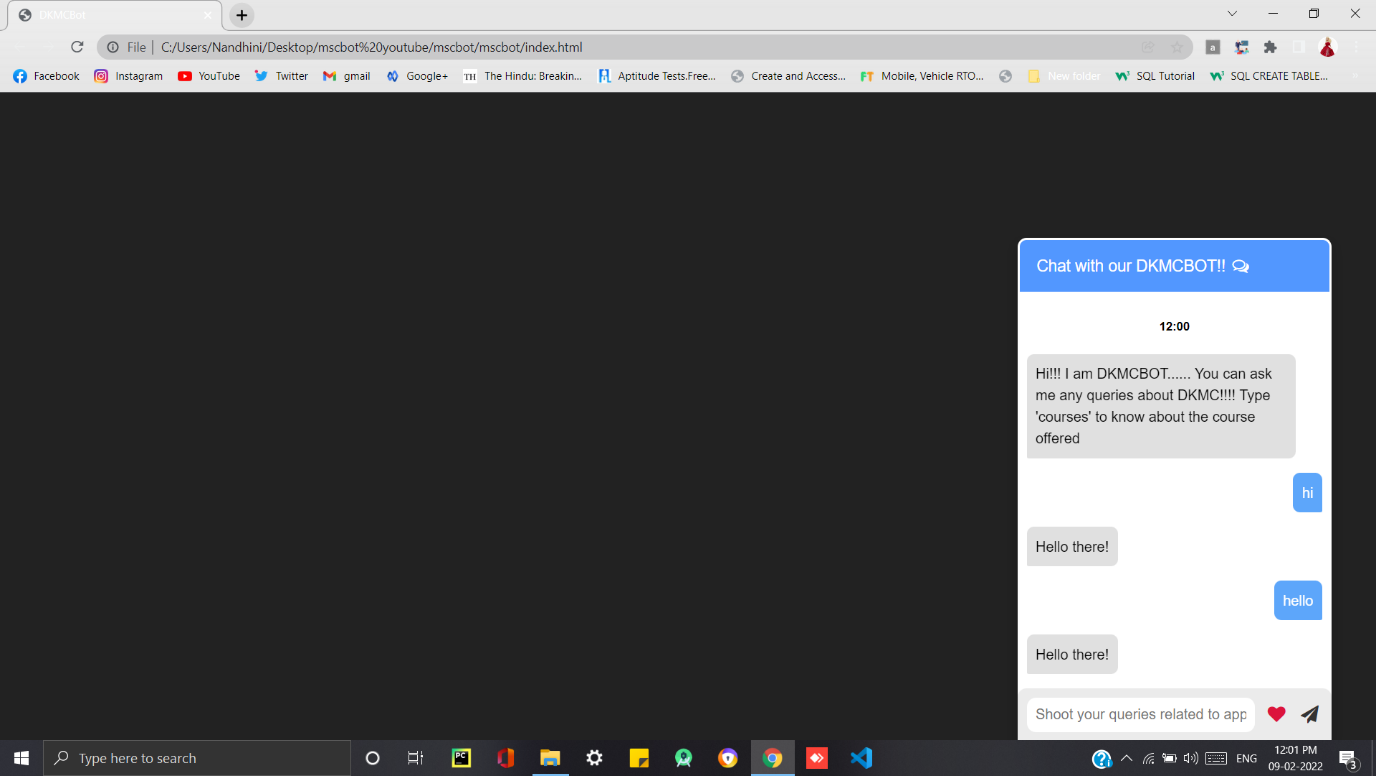 DKMCBot
File | C:/Users/Nandhini/Desktop/mscbot%20youtube/mscbot/mscbot/index.html
a
Facebook Instagram YouTube Twitter gmail Google+ TH The Hindu: Breakin... Aptitude Tests.Free... Create and Access... FT Mobile, Vehicle RTO... New folder SQL Tutorial SQL CREATE TABLE...
Chat with our DKMCBOT!!
12:00
Hi!!! I am DKMCBOT...... You can ask
me any queries about DKMC!!!! Type
'courses' to know about the course
offered
hi
Hello there!
hello
Hello there!
Shoot your queries related to app
Type here to search
PC
ENG
12:01 PM
09-02-2022
3